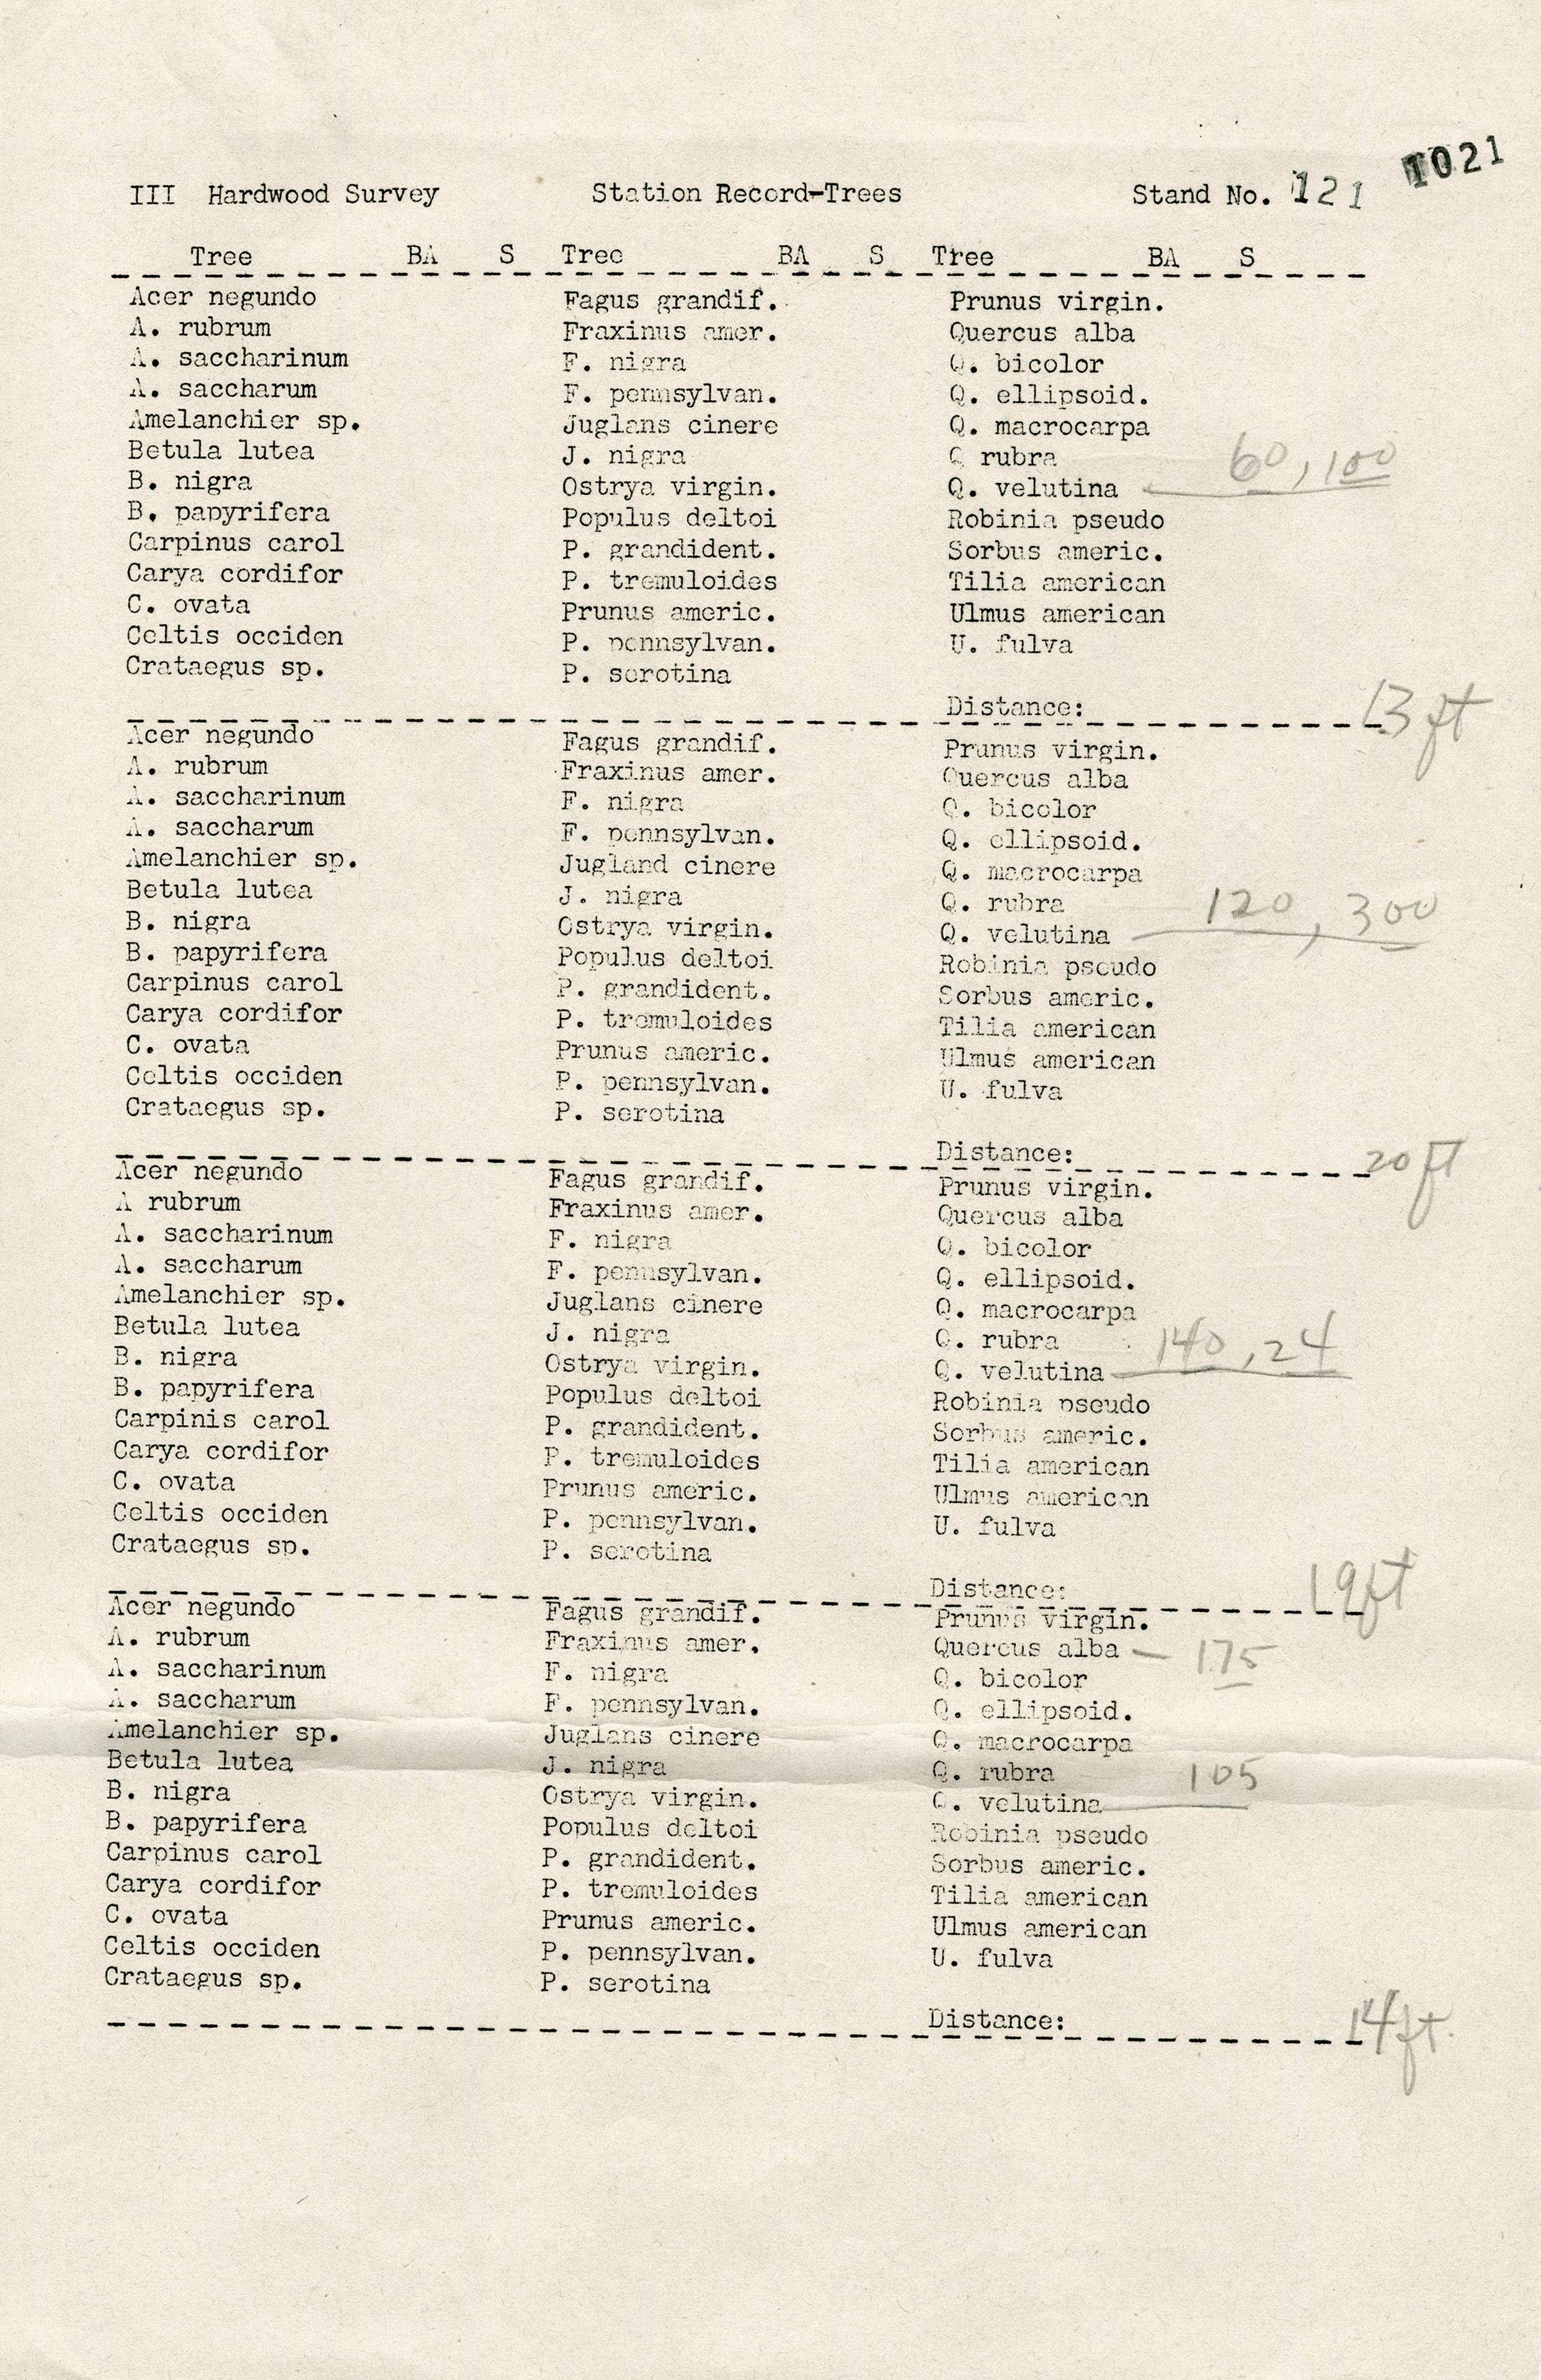 1021
III Hardwood Survey Station Record-Trees Stand No. 121
Tree BA S Tree BA S Tree BA S
Acer negundo Fagus grandif. Prunus virgin.
A. rubrum Fraxinus amer. Quercus alba
A. saccharinum F. nigra Q. bicolor
A. saccharum F. pennsylvan. Q. ellipsoid.
Amelanchier sp. Juglans cinere Q. macrocarpa
Betula lutea J. nigra Q rubra
B. nigra Ostrya virgin. Q. velutina 60, 100
B. papyrifera Populus deltoi Robinia pseudo
Carpinus carol P. grandident. Sorbus americ.
Carya cordifor P. tremuloides Tilia american
C. ovata Prunus americ. Ulmus american
Celtis occiden P. pennsylvan. U. fulva
Crataegus sp. P. serotina
Distance: 13 ft
Acer negundo Fagus grandif. Prunus virgin.
A. rubrum Fraxinus amer. Quercus alba
A. saccharinum F. nigra Q. bicolor
A. saccharum F. pennsylvan. Q. ellipsoid.
Amelanchier sp. Jugland cinere Q. macrocarpa
Betula lutea J. nigra Q. rubra
B. nigra Ostrya virgin. Q. velutina 120, 300
B. papyrifera Populus deltoi Robinia pseudo
Carpinus carol P. grandident. Sorbus americ.
Carya cordifor P. tremuloides Tilia american
C. ovata Prunus americ. Ulmus american
Celtis occiden P. pennsylvan. U. fulva
Crataegus sp. P. serotina
Distance: 20 ft
Acer negundo Fagus grandif. Prunus virgin.
A rubrum Fraxinus amer. Quercus alba
A. saccharinum F. nigra Q. bicolor
A. saccharum F. pennsylvan. Q. ellipsoid.
Amelanchier sp. Juglans cinere Q. macrocarpa
Betula lutea J. nigra Q. rubra
B. nigra Ostrya virgin. Q. velutina 140, 24
B. papyrifera Populus deltoi Robinia pseudo
Carpinis carol P. grandident. Sorbus americ.
Carya cordifor P. tremuloides Tilia american
C. ovata Prunus americ. Ulmus american
Celtis occiden P. pennsylvan. U. fulva
Crataegus sp. P. serotina
Distance: 19 ft
Acer negundo Fagus grandif. Prunus virgin.
A. rubrum Fraxinus amer. Quercus alba — 175
A. saccharinum F. nigra Q. bicolor
A. saccharum F. pennsylvan. Q. ellipsoid.
Amelanchier sp. Juglans cinere Q. macrocarpa
Betula lutea J. nigra Q. rubra
B. nigra Ostrya virgin. Q. velutina 105
B. papyrifera Populus deltoi Robinia pseudo
Carpinus carol P. grandident. Sorbus americ.
Carya cordifor P. tremuloides Tilia american
C. ovata Prunus americ. Ulmus american
Celtis occiden P. pennsylvan. U. fulva
Crataegus sp. P. serotina
Distance: 14 ft.